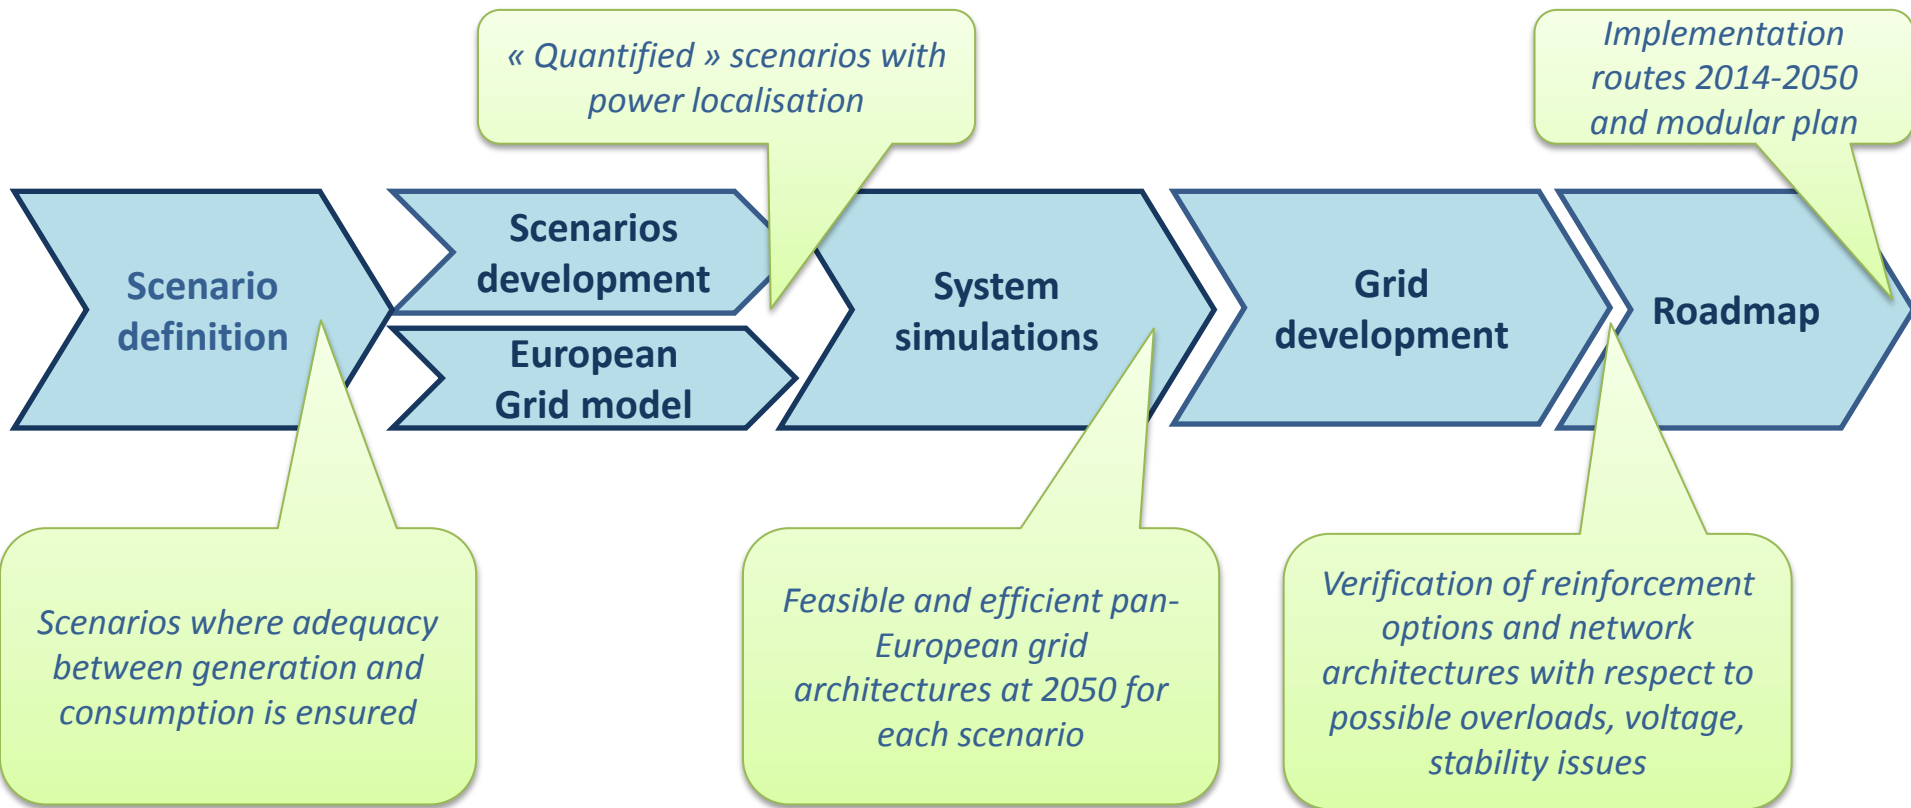 « Quantified » scenarios with
power localisation
Implementation
routes 2014-2050
and modular plan
Scenario
definition
Scenarios
development
European
Grid model
System
simulations
Grid
development
Roadmap
Scenarios where adequacy
between generation and
consumption is ensured
Feasible and efficient pan-
European grid
architectures at 2050 for
each scenario
Verification of reinforcement
options and network
architectures with respect to
possible overloads, voltage,
stability issues